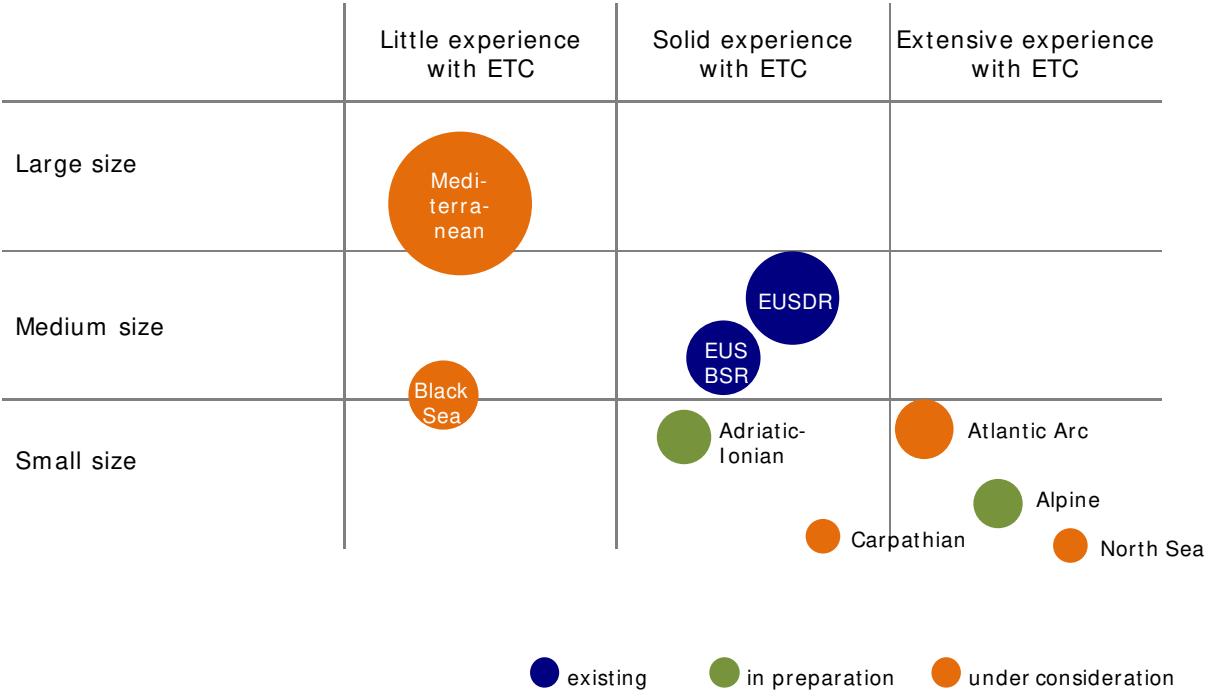 Little experience
with ETC
Solid experience
with ETC
Extensive experience
with ETC
Large size
Medi-
terra-
nean
Medium size
EUSDR
EUS
BSR
Black
Sea
Small size
Adriatic-
Ionian
Atlantic Arc
Alpine
Carpathian
North Sea
existing
in preparation
under consideration